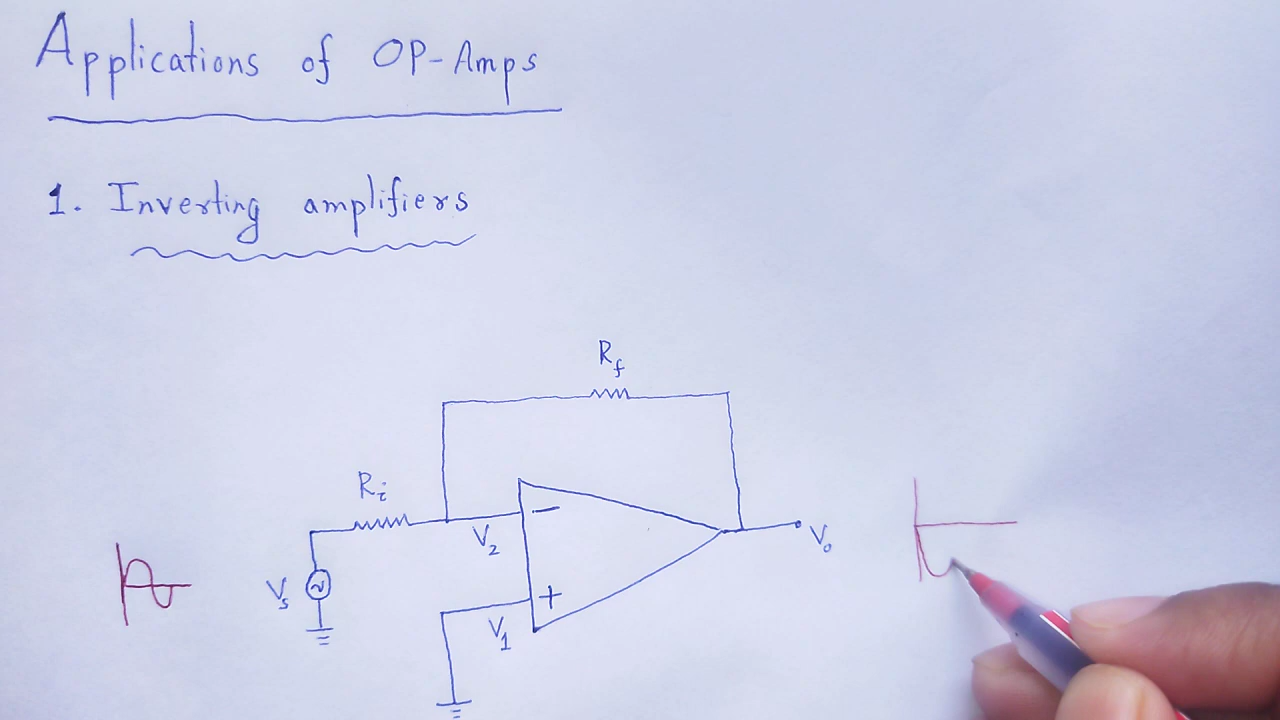 Applications of OP-Amps
1. Inverting amplifiers
Rf
Ri
−
V2
Vo
Vs
+
V1